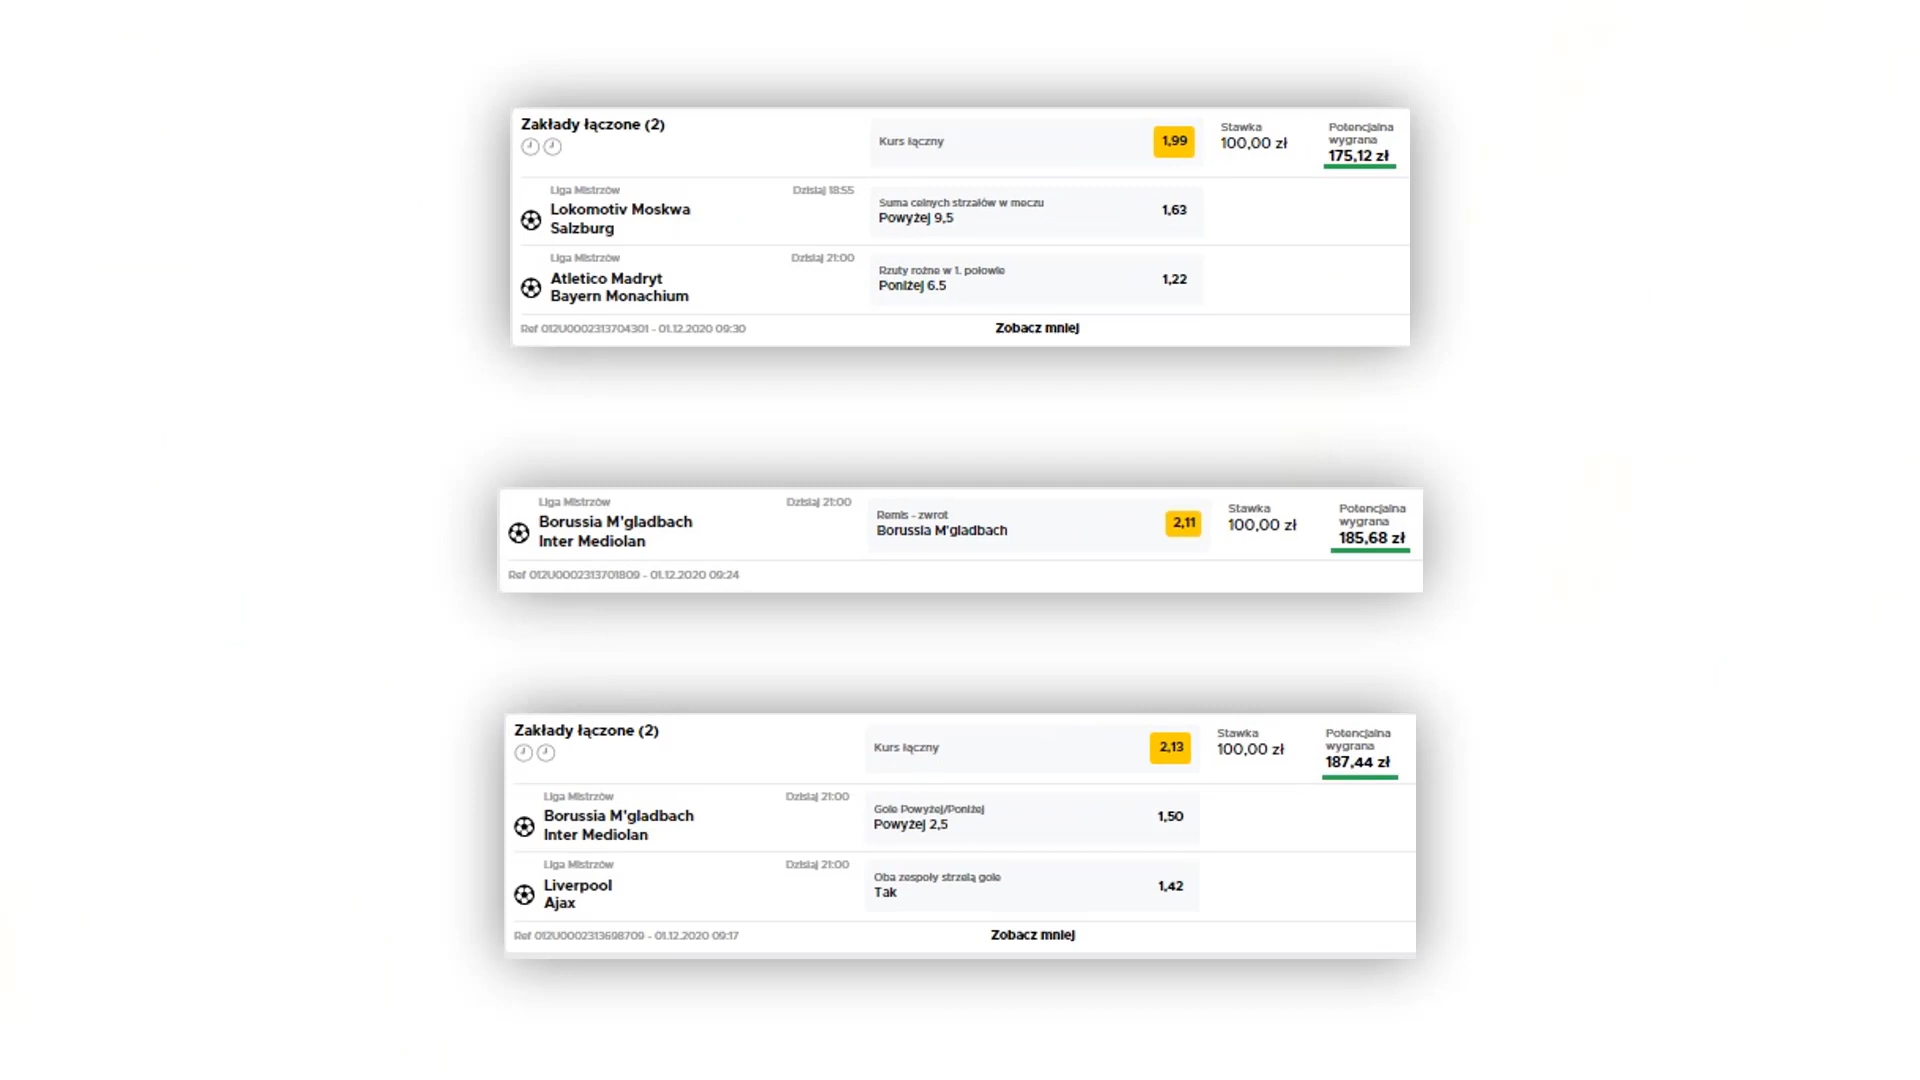 Zakłady łączone (2)
Kurs łączny
1,99
Stawka
100,00 zł
Potencjalna
wygrana
175,12 zł
Liga Mistrzów
Dzisiaj 18:55
Lokomotiv Moskwa
Salzburg
Suma celnych strzałów w meczu
Powyżej 9,5
1,63
Liga Mistrzów
Dzisiaj 21:00
Atletico Madryt
Bayern Monachium
Rzuty rożne w 1. połowie
Poniżej 6.5
1,22
Ref 012U0002313704301 - 01.12.2020 09:30
Zobacz mniej
Liga Mistrzów
Dzisiaj 21:00
Borussia M'gladbach
Inter Mediolan
Remis - zwrot
Borussia M'gladbach
2,11
Stawka
100,00 zł
Potencjalna
wygrana
185,68 zł
Ref 012U0002313701809 - 01.12.2020 09:24
Zakłady łączone (2)
Kurs łączny
2,13
Stawka
100,00 zł
Potencjalna
wygrana
187,44 zł
Liga Mistrzów
Dzisiaj 21:00
Borussia M'gladbach
Inter Mediolan
Gole Powyżej/Poniżej
Powyżej 2,5
1,50
Liga Mistrzów
Dzisiaj 21:00
Liverpool
Ajax
Oba zespoły strzelą gole
Tak
1,42
Ref 012U0002313698709 - 01.12.2020 09:17
Zobacz mniej